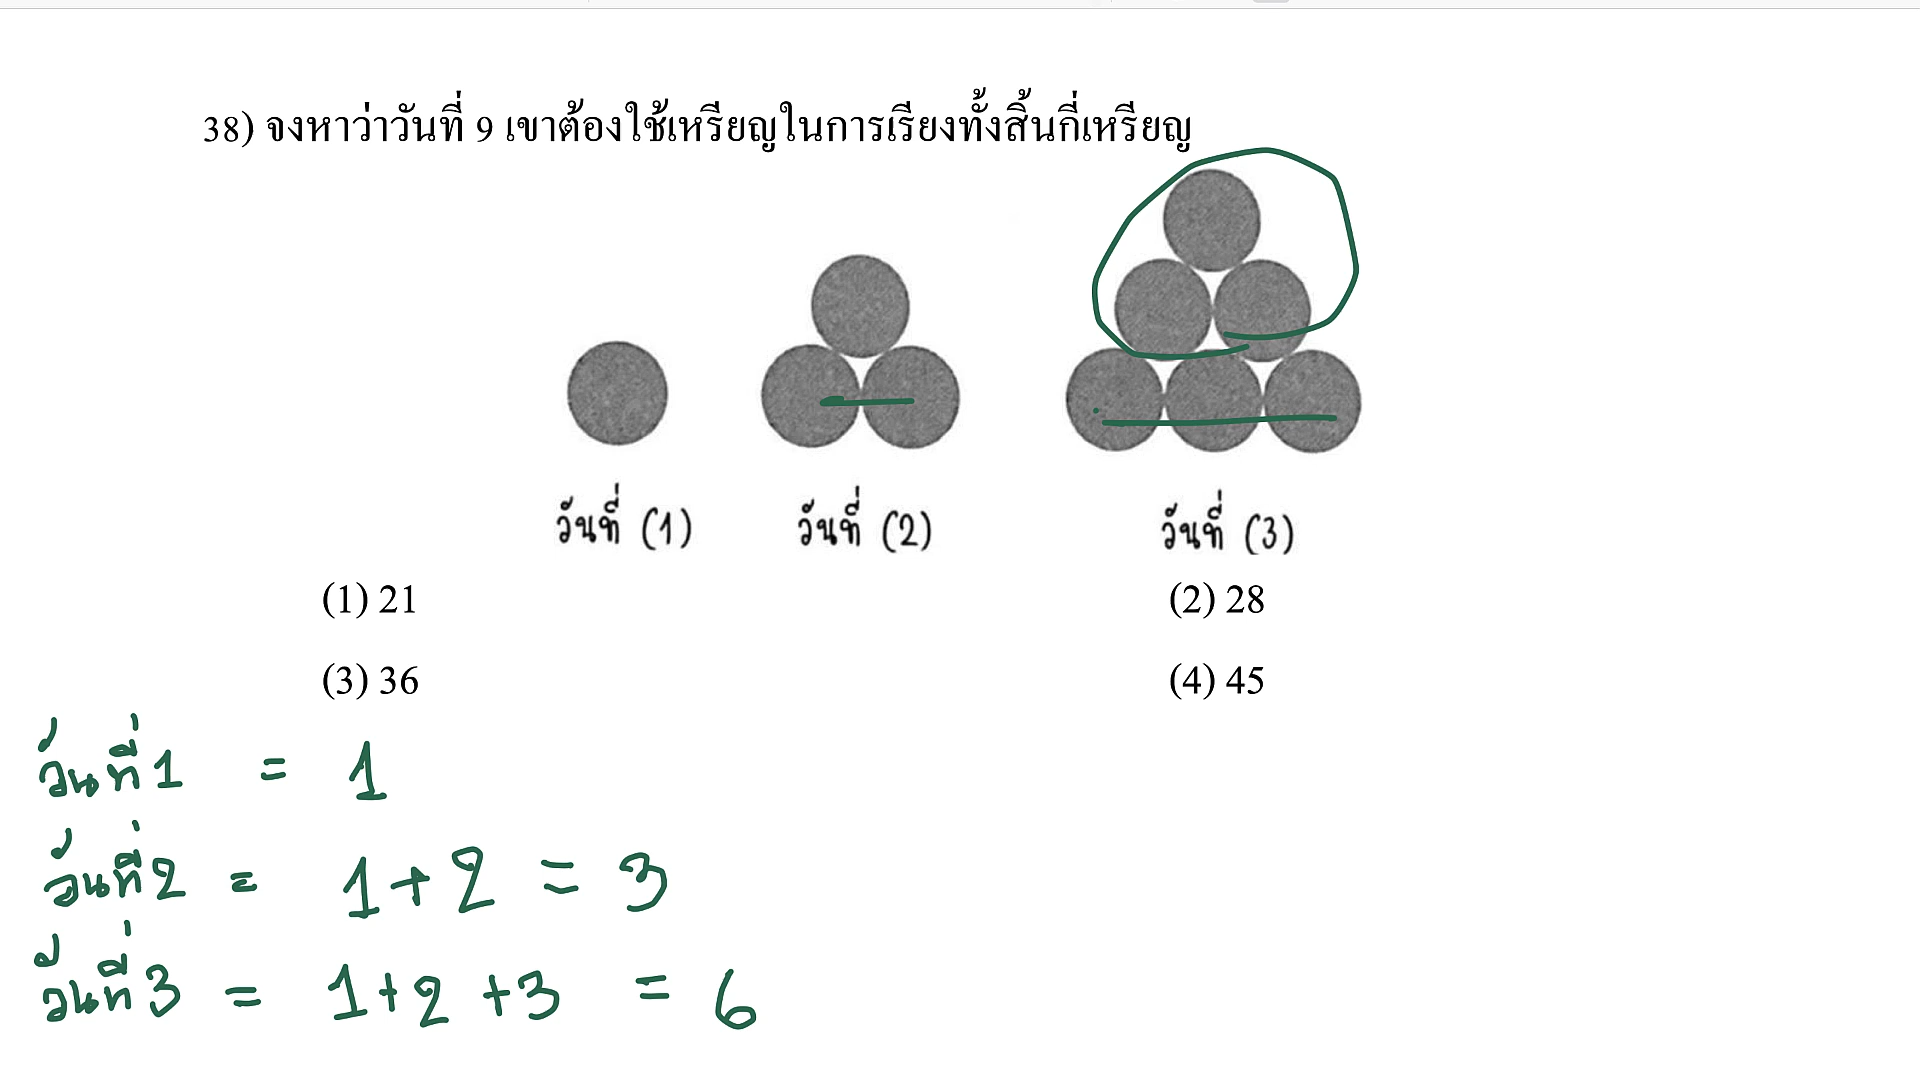 38) จงหาว่าวันที่ 9 เขาต้องใช้เหรียญในการเรียงทั้งสิ้นกี่เหรียญ
วันที่ (1) วันที่ (2) วันที่ (3)
(1) 21 (2) 28
(3) 36 (4) 45
วันที่ 1 = 1
วันที่ 2 = 1+2 = 3
วันที่ 3 = 1+2+3 = 6